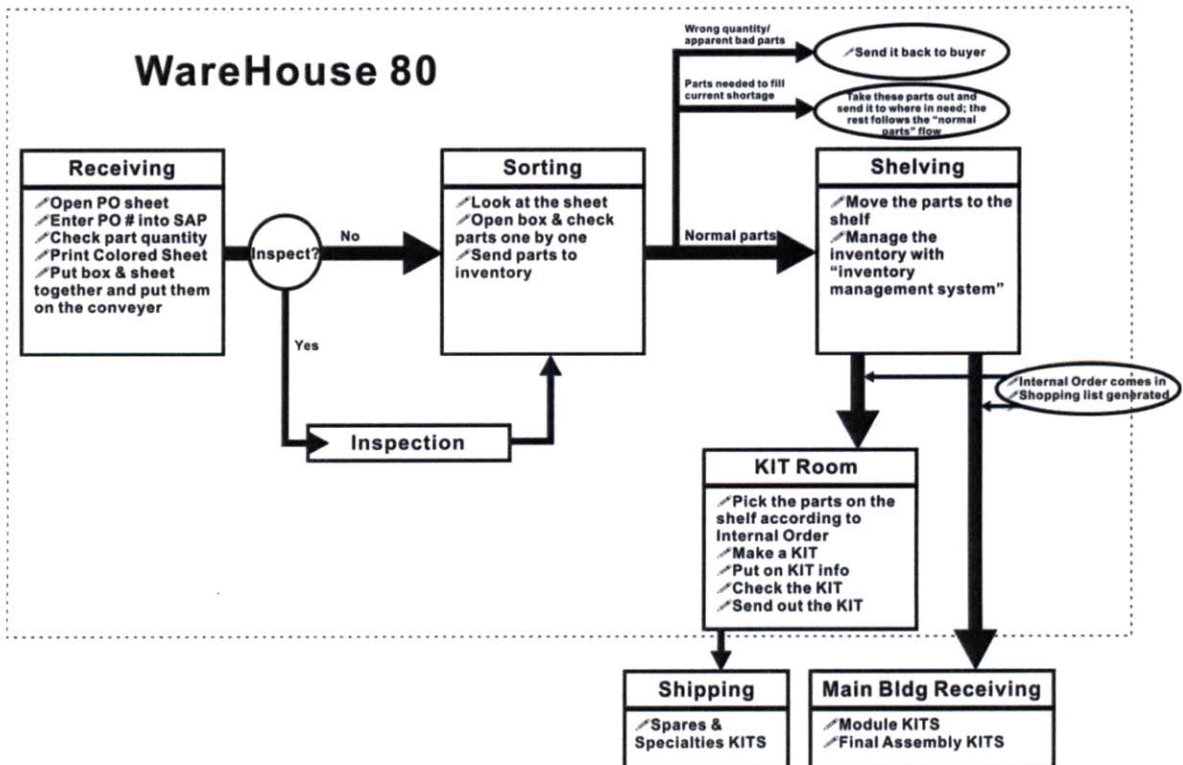 WareHouse 80
Wrong quantity/
apparent bad parts
Send it back to buyer
Parts needed to fill
current shortage
Take these parts out and
send it to where in need; the
rest follows the "normal
parts" flow
Receiving
Open PO sheet
Enter PO # into SAP
Check part quantity
Print Colored Sheet
Put box & sheet
together and put them
on the conveyer
Inspect?
No
Yes
Inspection
Sorting
Look at the sheet
Open box & check
parts one by one
Send parts to
inventory
Normal parts
Shelving
Move the parts to the
shelf
Manage the
inventory with
"inventory
management system"
Internal Order comes in
Shopping list generated
KIT Room
Pick the parts on the
shelf according to
Internal Order
Make a KIT
Put on KIT info
Check the KIT
Send out the KIT
Shipping
Spares &
Specialties KITS
Main Bldg Receiving
Module KITS
Final Assembly KITS